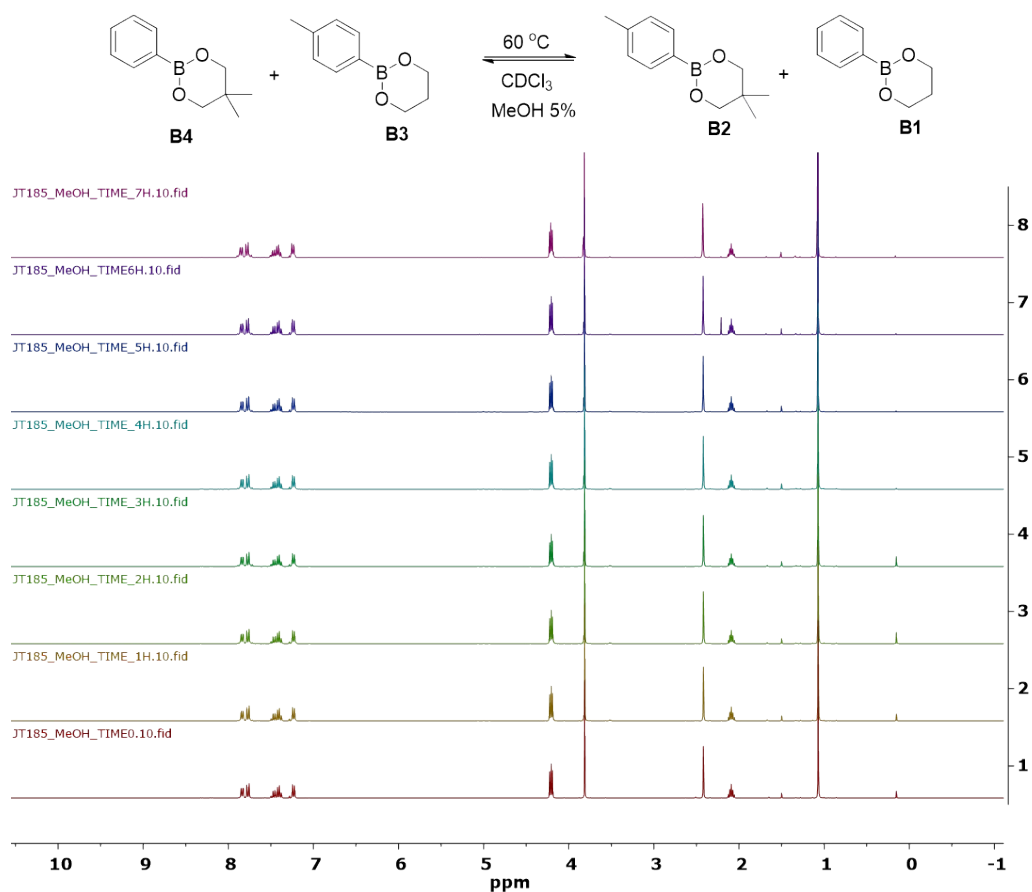 60 °C
CDCl₃
MeOH 5%
B
O
O
+
B
O
O
B
O
O
+
B
O
O
B4
B3
B2
B1
JT185_MeOH_TIME_7H.10.fid
8
JT185_MeOH_TIME6H.10.fid
7
JT185_MeOH_TIME_5H.10.fid
6
JT185_MeOH_TIME_4H.10.fid
5
JT185_MeOH_TIME_3H.10.fid
4
JT185_MeOH_TIME_2H.10.fid
3
JT185_MeOH_TIME_1H.10.fid
2
JT185_MeOH_TIME0.10.fid
1
10 9 8 7 6 5 4 3 2 1 0 -1
ppm